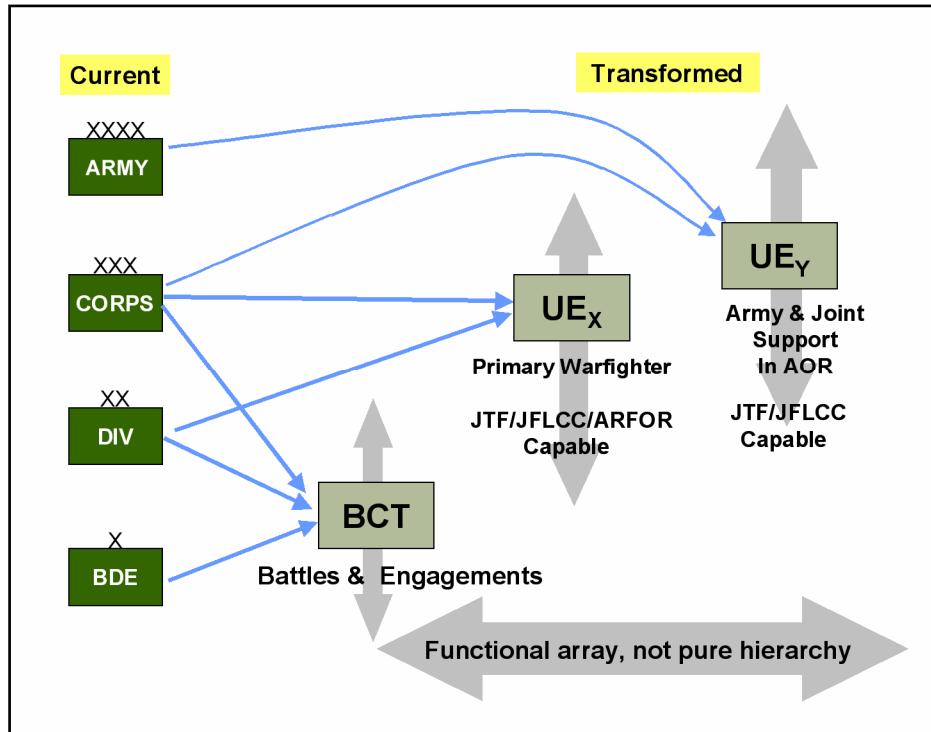 Current
Transformed
XXXX
ARMY
XXX
CORPS
XX
DIV
X
BDE
BCT
Battles & Engagements
UEX
Primary Warfighter
JTF/JFLCC/ARFOR
Capable
UEY
Army & Joint
Support
In AOR
JTF/JFLCC
Capable
Functional array, not pure hierarchy